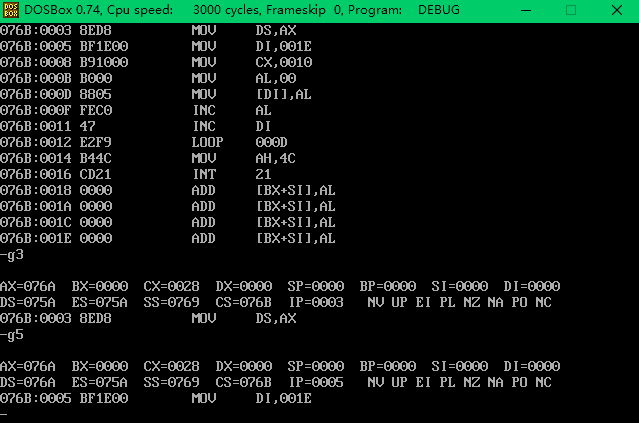 DOS BOX
DOSBox 0.74, Cpu speed: 3000 cycles, Frameskip 0, Program: DEBUG
076B:0003 8ED8 MOV DS,AX
076B:0005 BF1E00 MOV DI,001E
076B:0008 B91000 MOV CX,0010
076B:000B B000 MOV AL,00
076B:000D 8805 MOV [DI],AL
076B:000F FEC0 INC AL
076B:0011 47 INC DI
076B:0012 E2F9 LOOP 000D
076B:0014 B44C MOV AH,4C
076B:0016 CD21 INT 21
076B:0018 0000 ADD [BX+SI],AL
076B:001A 0000 ADD [BX+SI],AL
076B:001C 0000 ADD [BX+SI],AL
076B:001E 0000 ADD [BX+SI],AL
-g3
AX=076A BX=0000 CX=0028 DX=0000 SP=0000 BP=0000 SI=0000 DI=0000
DS=075A ES=075A SS=0769 CS=076B IP=0003 NV UP EI PL NZ NA PO NC
076B:0003 8ED8 MOV DS,AX
-g5
AX=076A BX=0000 CX=0028 DX=0000 SP=0000 BP=0000 SI=0000 DI=0000
DS=076A ES=075A SS=0769 CS=076B IP=0005 NV UP EI PL NZ NA PO NC
076B:0005 BF1E00 MOV DI,001E
-